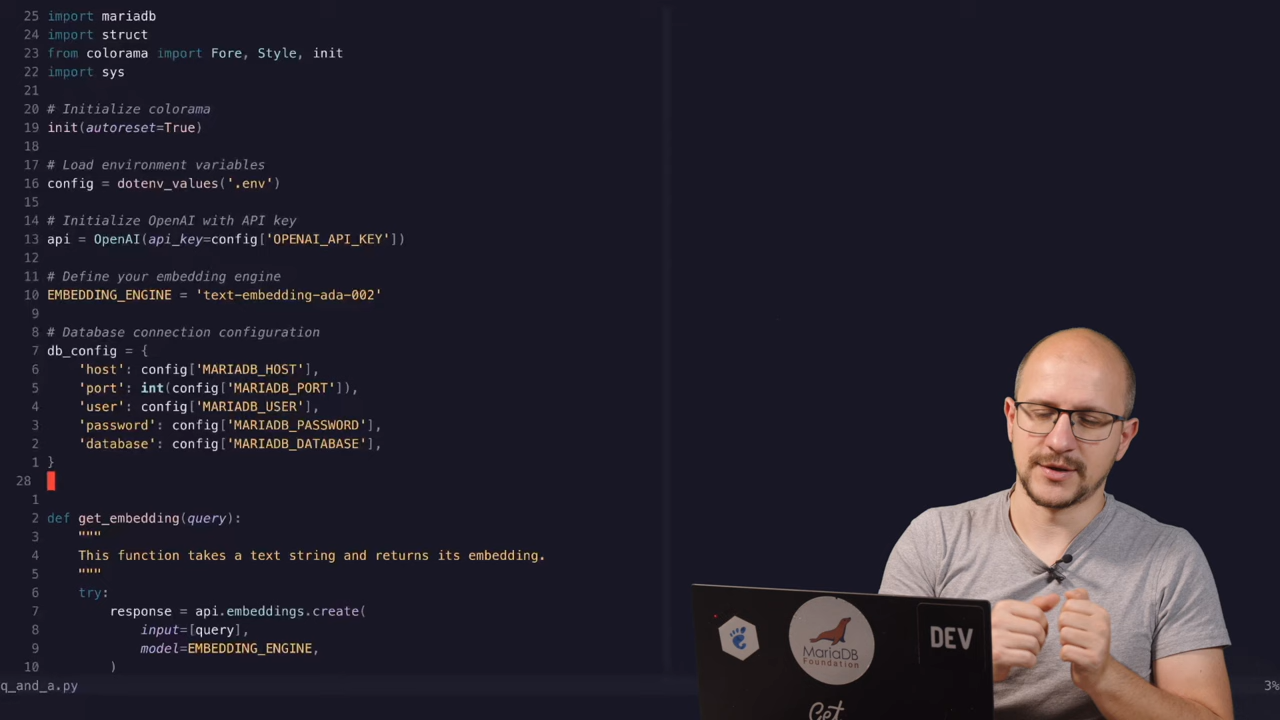 25 import mariadb
24 import struct
23 from colorama import Fore, Style, init
22 import sys
21
20 # Initialize colorama
19 init(autoreset=True)
18
17 # Load environment variables
16 config = dotenv_values('.env')
15
14 # Initialize OpenAI with API key
13 api = OpenAI(api_key=config['OPENAI_API_KEY'])
12
11 # Define your embedding engine
10 EMBEDDING_ENGINE = 'text-embedding-ada-002'
9
8 # Database connection configuration
7 db_config = {
6     'host': config['MARIADB_HOST'],
5     'port': int(config['MARIADB_PORT']),
4     'user': config['MARIADB_USER'],
3     'password': config['MARIADB_PASSWORD'],
2     'database': config['MARIADB_DATABASE'],
1 }
28
1
2 def get_embedding(query):
3     """
4     This function takes a text string and returns its embedding.
5     """
6     try:
7         response = api.embeddings.create(
8             input=[query],
9             model=EMBEDDING_ENGINE,
10         )
q_and_a.py
3%
MariaDB
Foundation
DEV
Get